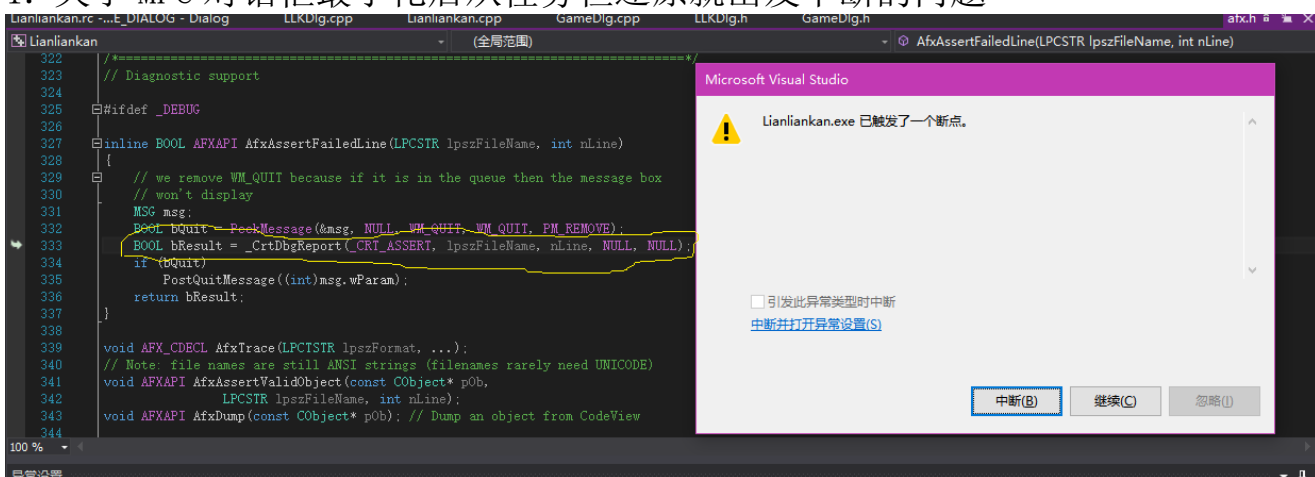 Lianliankan.rc -...E_DIALOG - Dialog LLKDlg.cpp Lianliankan.cpp GameDlg.cpp LLKDlg.h GameDlg.h afx.h
Lianliankan (全局范围) AfxAssertFailedLine(LPCSTR lpszFileName, int nLine)
322 /*============================================================================*/
323 // Diagnostic support
324
325 #ifdef _DEBUG
326
327 inline BOOL AFXAPI AfxAssertFailedLine(LPCSTR lpszFileName, int nLine)
328 {
329 // we remove WM_QUIT because if it is in the queue then the message box
330 // won't display
331 MSG msg;
332 BOOL bQuit = PeekMessage(&msg, NULL, WM_QUIT, WM_QUIT, PM_REMOVE);
333 BOOL bResult = _CrtDbgReport(_CRT_ASSERT, lpszFileName, nLine, NULL, NULL);
334 if (bQuit)
335 PostQuitMessage((int)msg.wParam);
336 return bResult;
337 }
338
339 void AFX_CDECL AfxTrace(LPCTSTR lpszFormat, ...);
340 // Note: file names are still ANSI strings (filenames rarely need UNICODE)
341 void AFXAPI AfxAssertValidObject(const CObject* pOb,
342 LPCSTR lpszFileName, int nLine);
343 void AFXAPI AfxDump(const CObject* pOb); // Dump an object from CodeView
344
100 %
Microsoft Visual Studio
Lianliankan.exe 已触发了一个断点。
引发此异常类型时中断
中断并打开异常设置(S)
中断(B) 继续(C) 忽略(I)